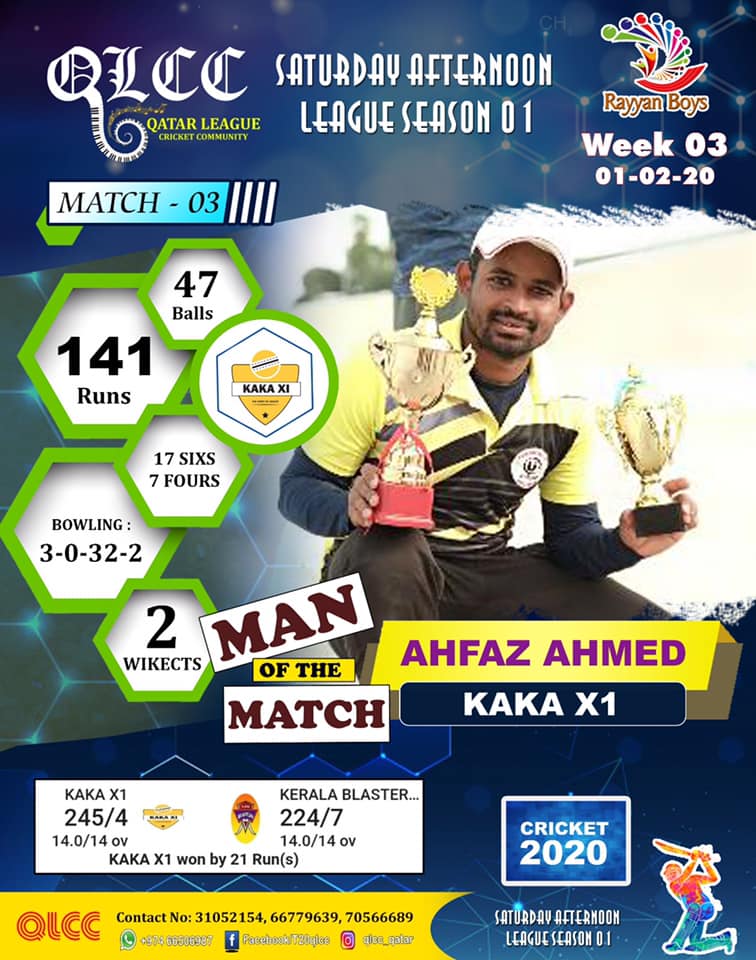 QLCC
QATAR LEAGUE
CRICKET COMMUNITY
SATURDAY AFTERNOON
LEAGUE SEASON 01
CH
Rayyan Boys
Week 03
01-02-20
MATCH - 03
47
Balls
141
Runs
KAKA XI
17 SIXS
7 FOURS
BOWLING :
3-0-32-2
2
WIKECTS
MAN
OF THE
MATCH
AHFAZ AHMED
KAKA X1
KAKA X1
245/4
14.0/14 ov
KAKA XI
KERALA BLASTER...
224/7
14.0/14 ov
KAKA X1 won by 21 Run(s)
CRICKET
2020
QLCC
Contact No: 31052154, 66779639, 70566689
Facebook/T20qlcc
qlcc_qatar
SATURDAY AFTERNOON
LEAGUE SEASON 01